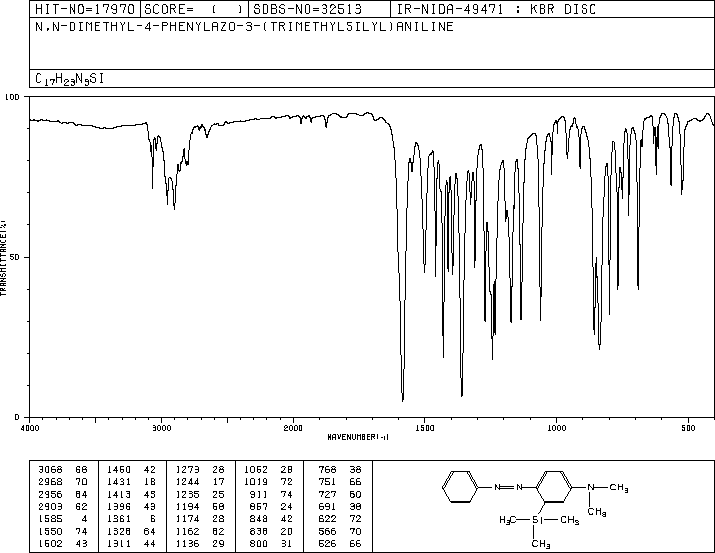 HIT-NO=17970 SCORE= ( ) SDBS-NO=32513 IR-NIDA-49471 : KBR DISC
N,N-DIMETHYL-4-PHENYLAZO-3-(TRIMETHYLSILYL)ANILINE
C17H23N3SI
100
50
0
TRANSMITTANCE(%)
4000 3000 2000 1500 1000 500
WAVENUMBER(-1)
3068 68 1460 42 1273 28 1062 28 768 38
2968 70 1431 18 1244 17 1019 72 751 66
2956 64 1413 45 1235 25 911 74 727 60
2903 62 1396 43 1194 58 857 24 691 38
1585 4 1361 6 1174 28 848 42 622 72
1550 74 1328 64 1162 82 838 20 566 70
1502 43 1311 44 1136 29 800 31 526 66
N N
N CH3
CH3
H3C SI CH3
CH3